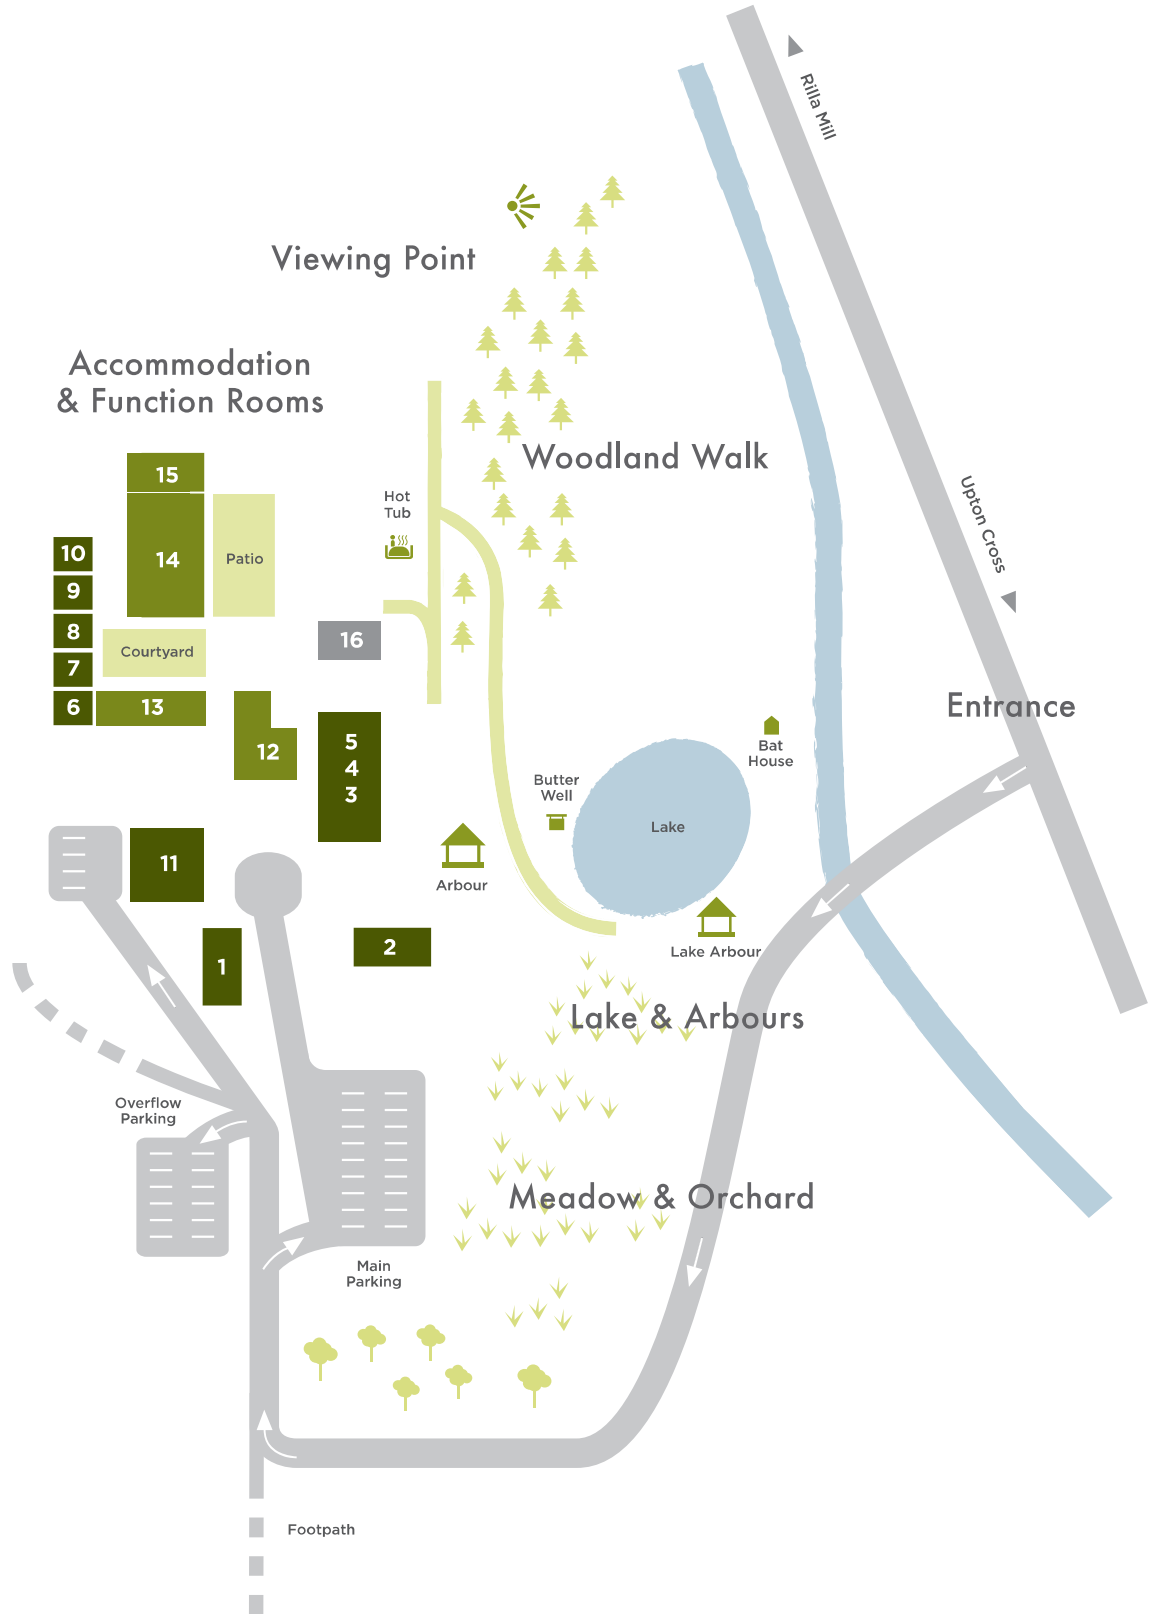 Rilla Mill
Viewing Point
Accommodation
& Function Rooms
Woodland Walk
Upton Cross
Hot
Tub
15
14
Patio
10
9
8
7
6
Courtyard
13
16
12
5
4
3
Entrance
Bat
House
Butter
Well
Lake
Arbour
Lake Arbour
11
1
2
Lake & Arbours
Overflow
Parking
Meadow & Orchard
Main
Parking
Footpath